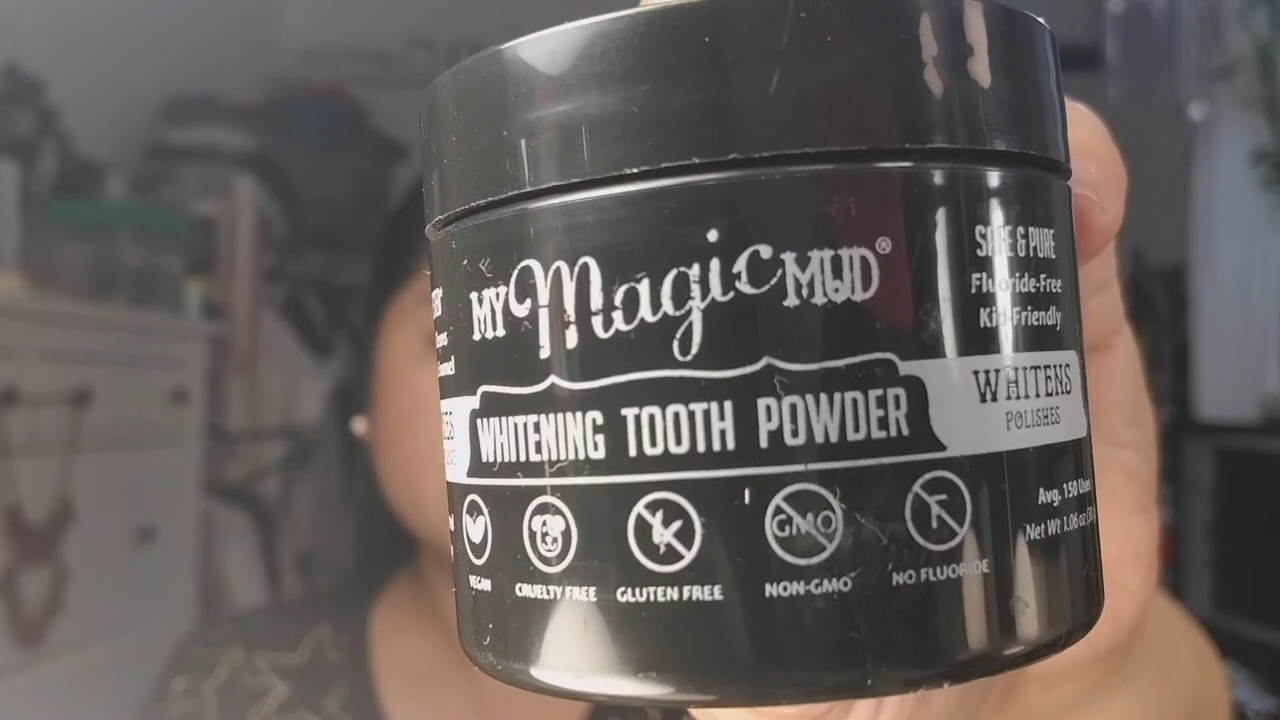 MY Magic MUD®
WHITENING TOOTH POWDER
VEGAN
CRUELTY FREE
GLUTEN FREE
GMO
NON-GMO
F
NO FLUORIDE
SAFE & PURE
Fluoride-Free
Kid-Friendly
WHITENS
POLISHES
Avg. 150 Uses
Net Wt 1.06 oz